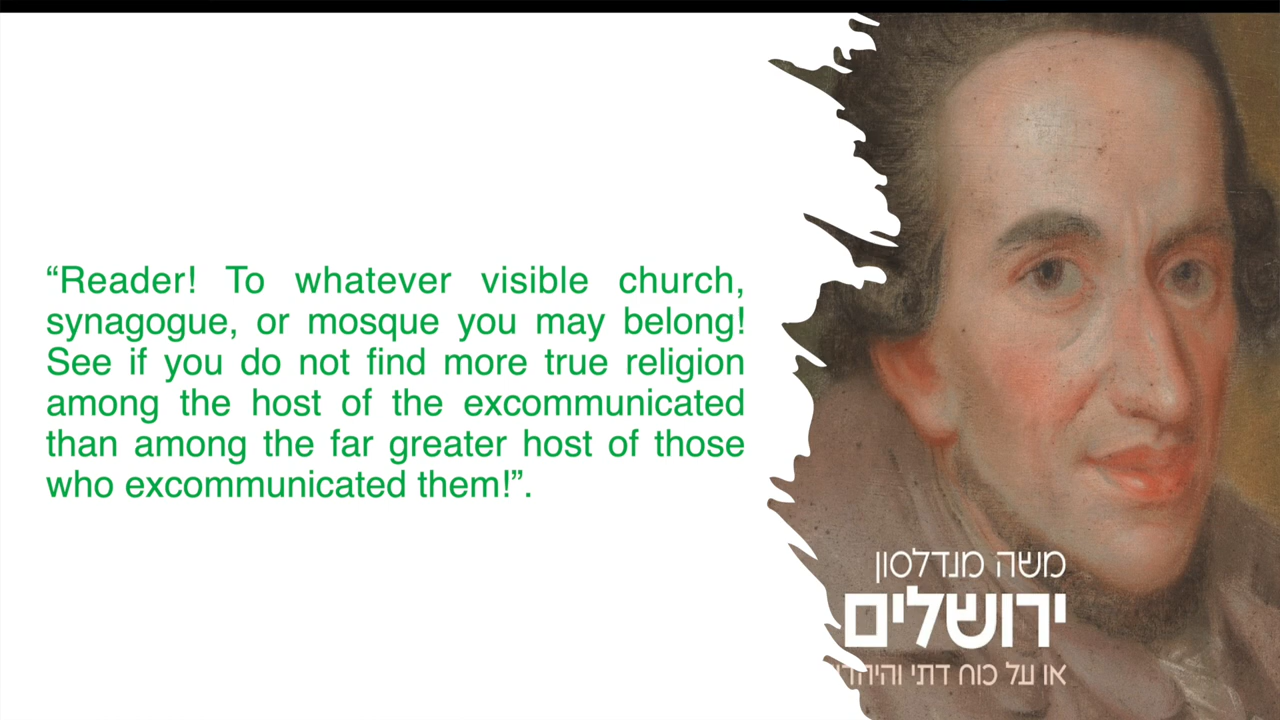 “Reader! To whatever visible church,
synagogue, or mosque you may belong!
See if you do not find more true religion
among the host of the excommunicated
than among the far greater host of those
who excommunicated them!”.
משה מנדלסון
ירושלים
או על כוח דתי